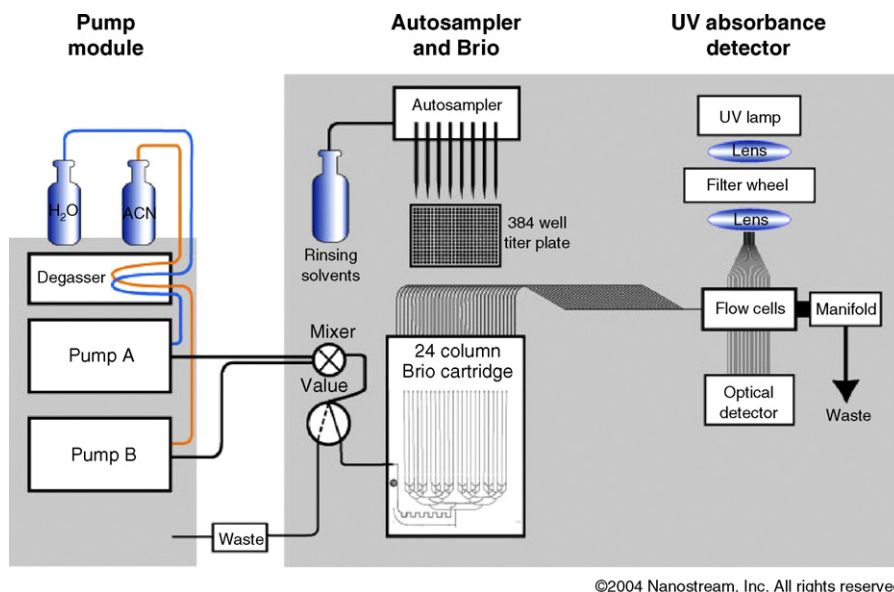 Pump
module
Autosampler
and Brio
UV absorbance
detector
H₂O
ACN
Degasser
Pump A
Pump B
Waste
Autosampler
Rinsing
solvents
384 well
titer plate
Mixer
Value
24 column
Brio cartridge
UV lamp
Lens
Filter wheel
Lens
Flow cells
Manifold
Optical
detector
Waste
©2004 Nanostream, Inc. All rights reserve